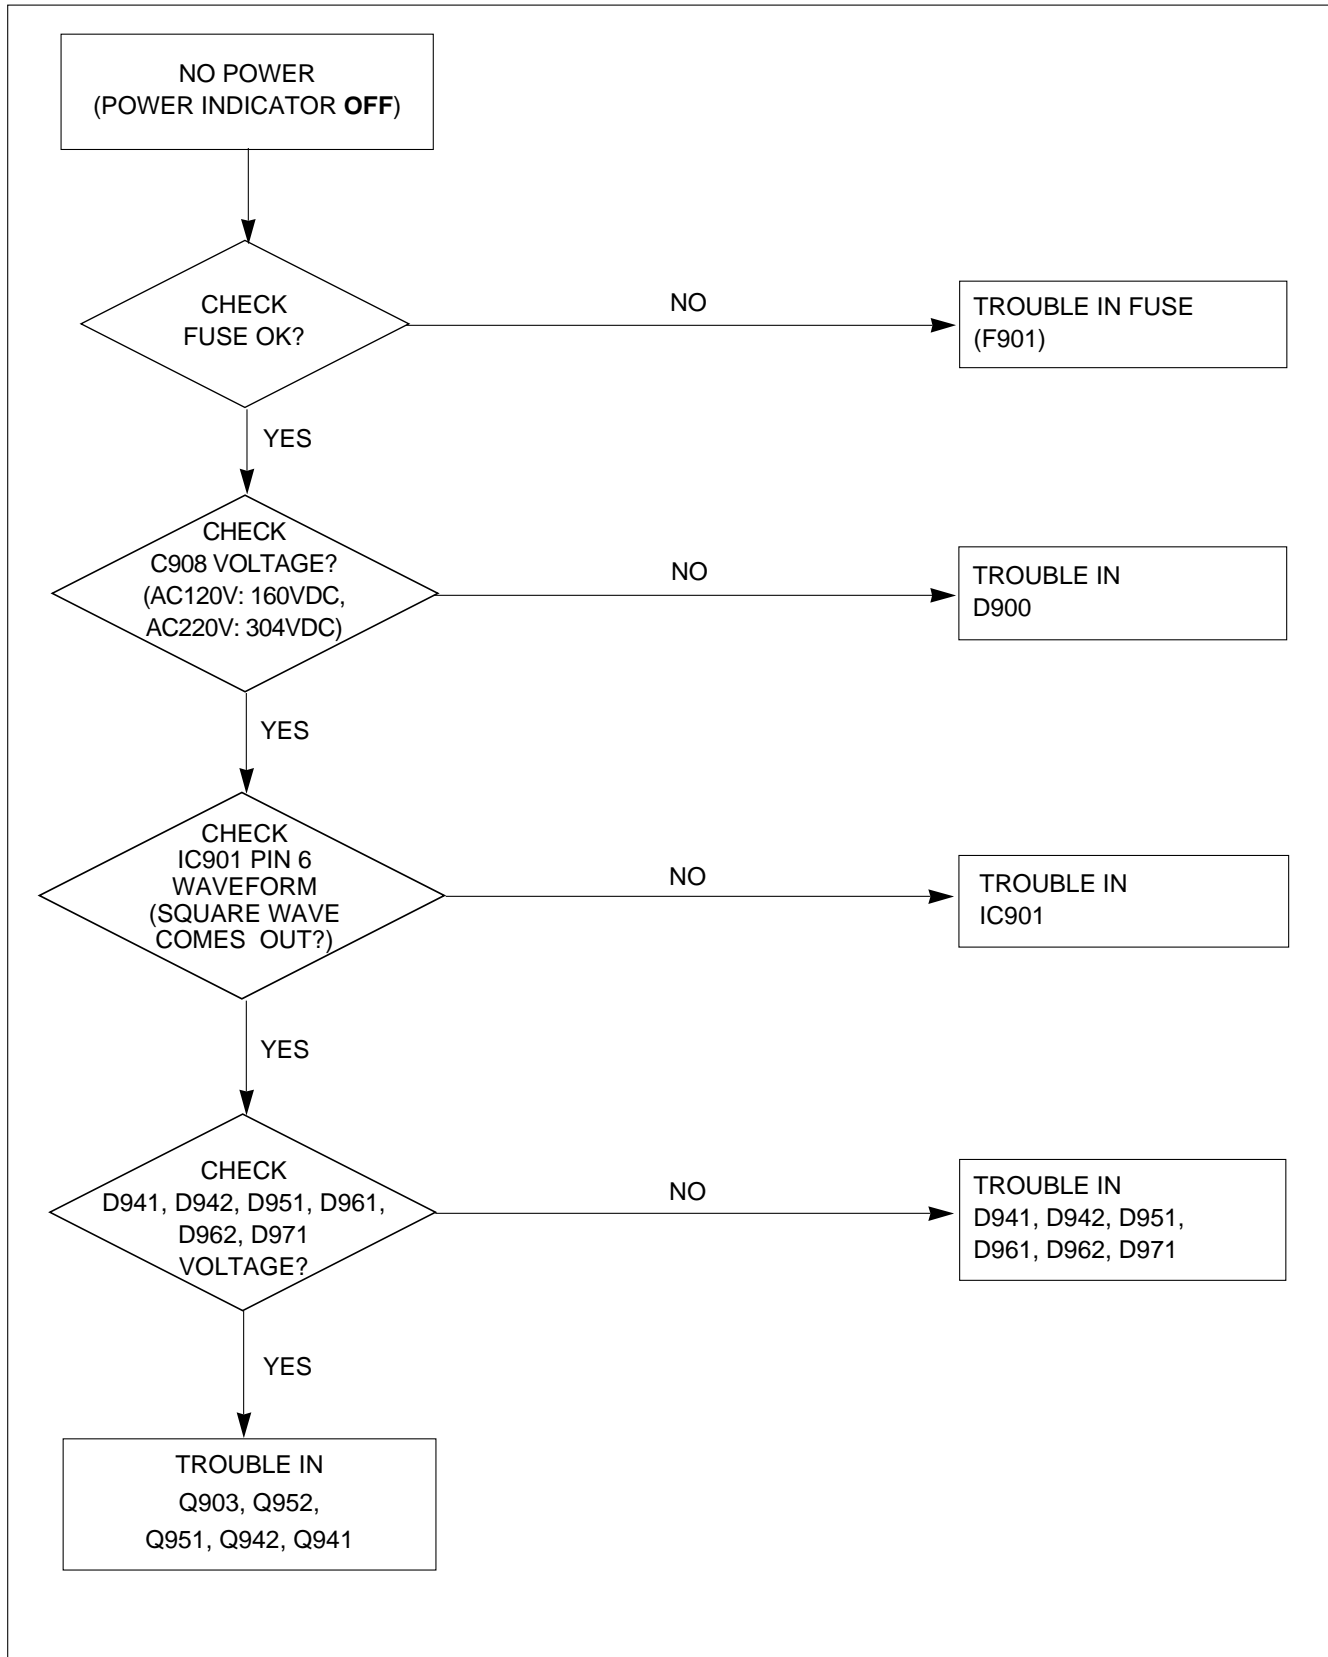 NO POWER
(POWER INDICATOR OFF)
CHECK
FUSE OK?
NO
TROUBLE IN FUSE
(F901)
YES
CHECK
C908 VOLTAGE?
(AC120V: 160VDC,
AC220V: 304VDC)
NO
TROUBLE IN
D900
YES
CHECK
IC901 PIN 6
WAVEFORM
(SQUARE WAVE
COMES OUT?)
NO
TROUBLE IN
IC901
YES
CHECK
D941, D942, D951, D961,
D962, D971
VOLTAGE?
NO
TROUBLE IN
D941, D942, D951,
D961, D962, D971
YES
TROUBLE IN
Q903, Q952,
Q951, Q942, Q941